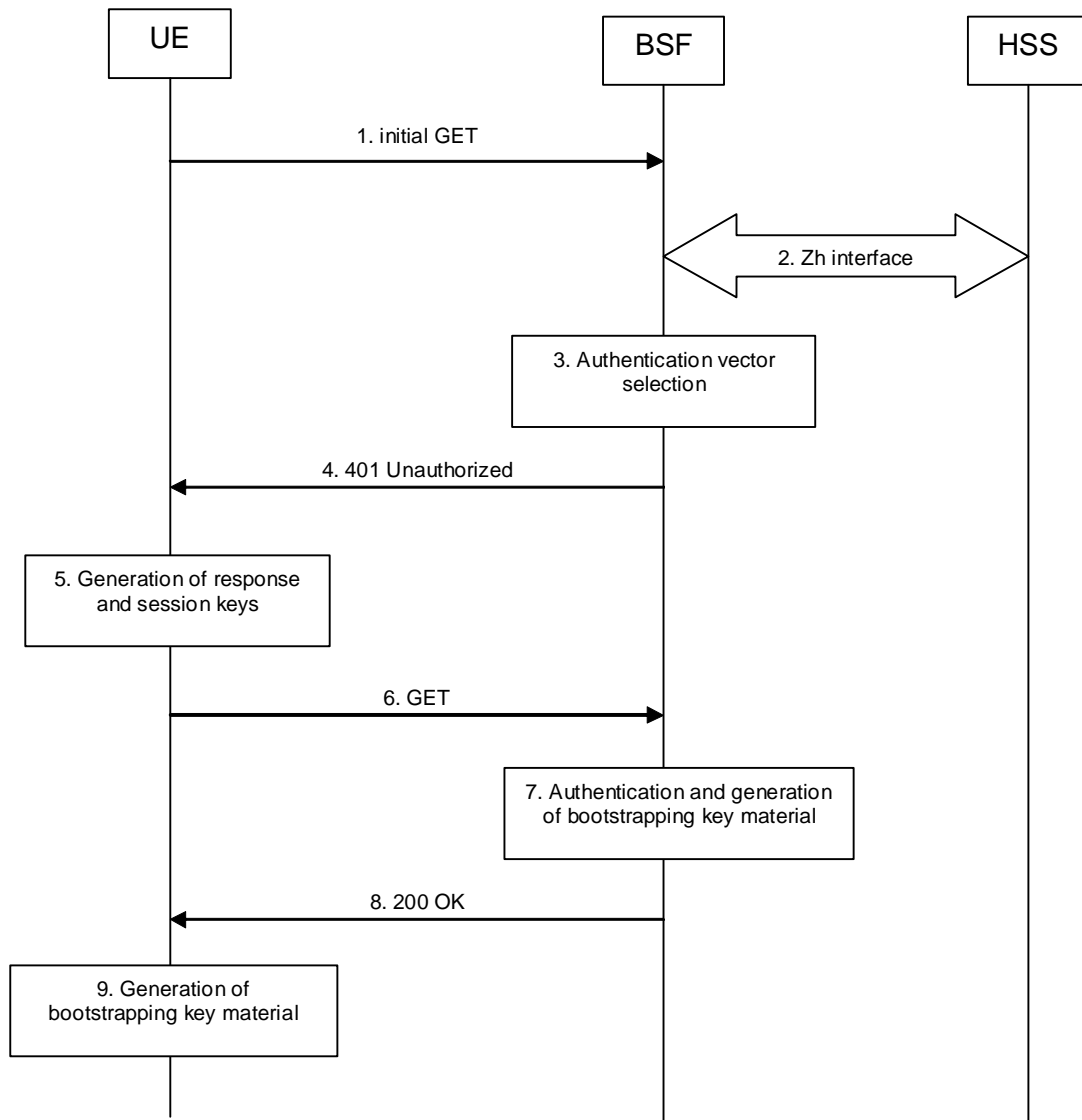 UE
BSF
HSS
1. initial GET
2. Zh interface
3. Authentication vector
selection
4. 401 Unauthorized
5. Generation of response
and session keys
6. GET
7. Authentication and generation
of bootstrapping key material
8. 200 OK
9. Generation of
bootstrapping key material